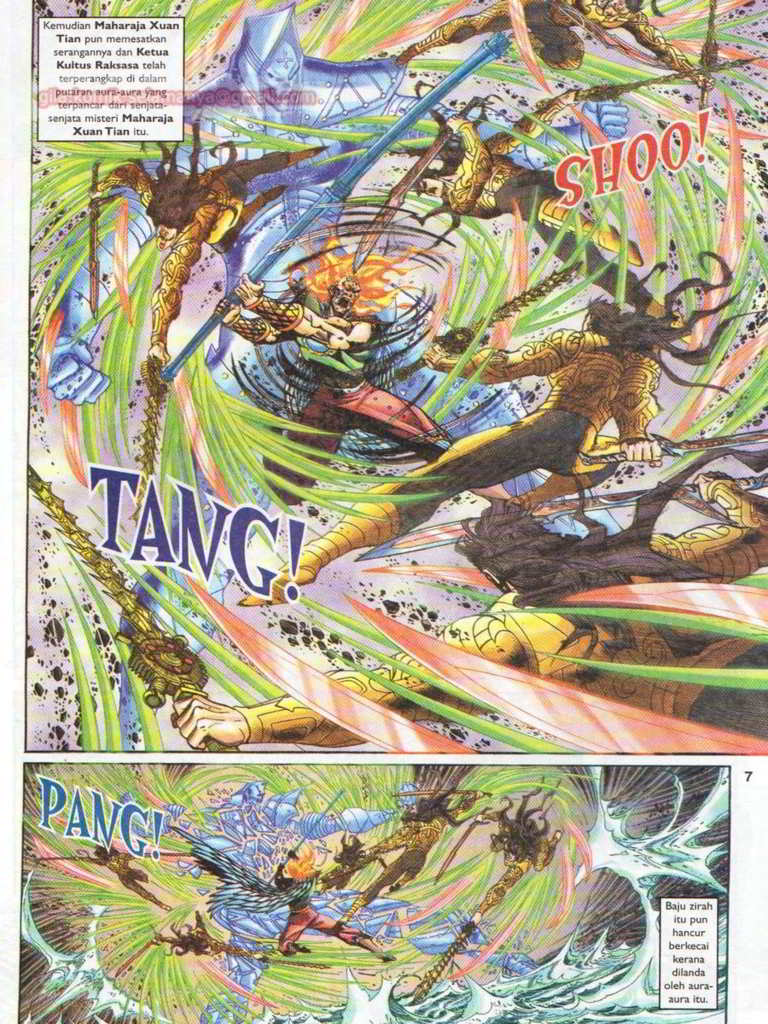 Kemudian Maharaja Xuan
Tian pun memesatkan
serangannya dan Ketua
Kultus Raksasa telah
terperangkap di dalam
putaran aura-aura yang
terpancar dari senjata-
senjata misteri Maharaja
Xuan Tian itu.
SHOO!
TANG!
7
PANG!
Baju zirah
itu pun
hancur
berkecai
kerana
dilanda
oleh aura-
aura itu.